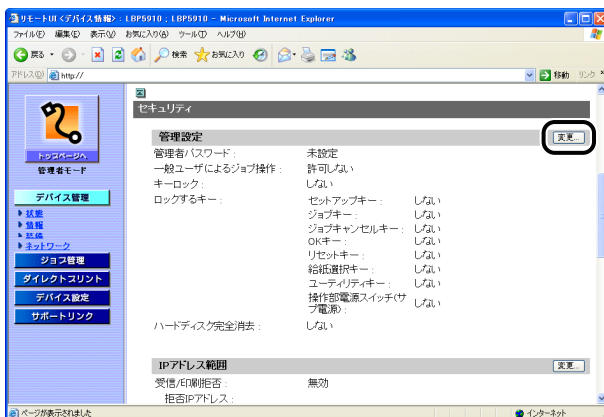 リモートUI <デバイス情報> : LBP5910 ; LBP5910 - Microsoft Internet Explorer
ファイル(F) 編集(E) 表示(V) お気に入り(A) ツール(T) ヘルプ(H)
戻る 検索 お気に入り
アドレス(D) http:// 移動 リンク
セキュリティ
管理設定 変更...
管理者パスワード : 未設定
一般ユーザによるジョブ操作 : 許可しない
キーロック : しない
ロックするキー : セットアップキー : しない
ジョブキー : しない
ジョブキャンセルキー : しない
OKキー : しない
リセットキー : しない
給紙選択キー : しない
ユーティリティキー : しない
操作部電源スイッチ(サブ電源) : しない
ハードディスク完全消去 : しない
IPアドレス範囲 変更...
受信/印刷拒否 : 無効
拒否IPアドレス :
トップページへ
管理者モード
デバイス管理
状態
情報
ネットワーク
ジョブ管理
ダイレクトプリント
デバイス設定
サポートリンク
ページが表示されました インターネット